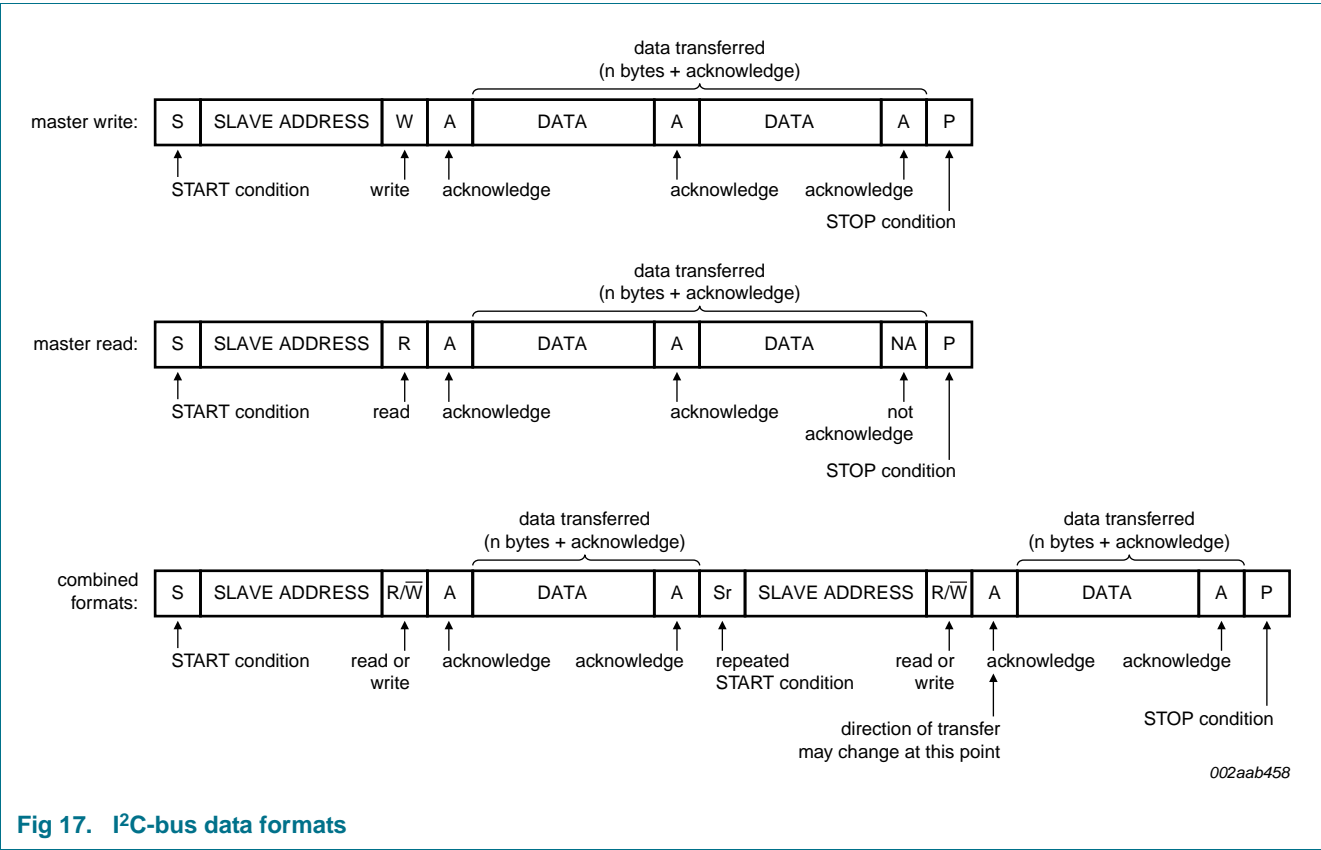 data transferred
(n bytes + acknowledge)
master write: S SLAVE ADDRESS W A DATA A DATA A P
START condition write acknowledge acknowledge acknowledge
STOP condition
data transferred
(n bytes + acknowledge)
master read: S SLAVE ADDRESS R A DATA A DATA NA P
START condition read acknowledge acknowledge not
acknowledge
STOP condition
data transferred data transferred
(n bytes + acknowledge) (n bytes + acknowledge)
combined
formats: S SLAVE ADDRESS R/W̅ A DATA A Sr SLAVE ADDRESS R/W̅ A DATA A P
START condition read or acknowledge acknowledge repeated read or acknowledge acknowledge
write START condition write
direction of transfer STOP condition
may change at this point
002aab458
Fig 17. I²C-bus data formats